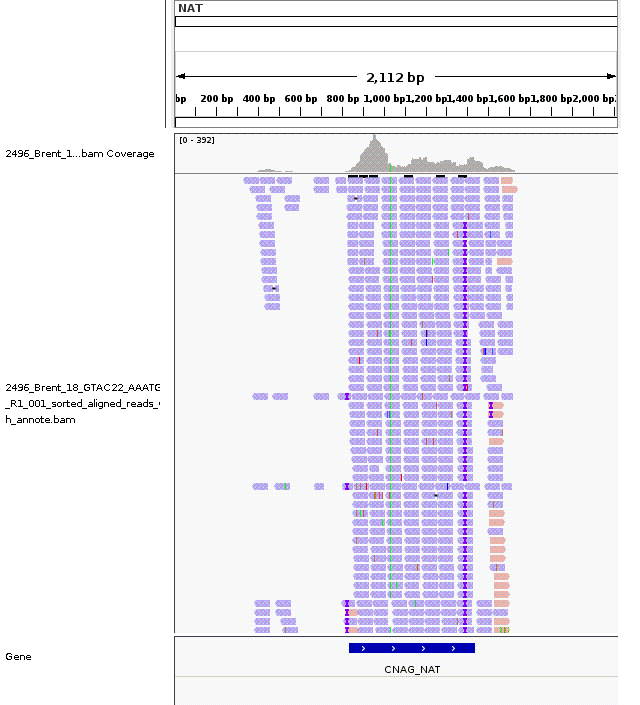 NAT
2,112 bp
bp 200 bp 400 bp 600 bp 800 bp 1,000 bp 1,200 bp 1,400 bp 1,600 bp 1,800 bp 2,000 bp
[0 - 392]
2496_Brent_1...bam Coverage
2496_Brent_18_GTAC22_AAATG
_R1_001_sorted_aligned_reads_
h_annote.bam
Gene
CNAG_NAT